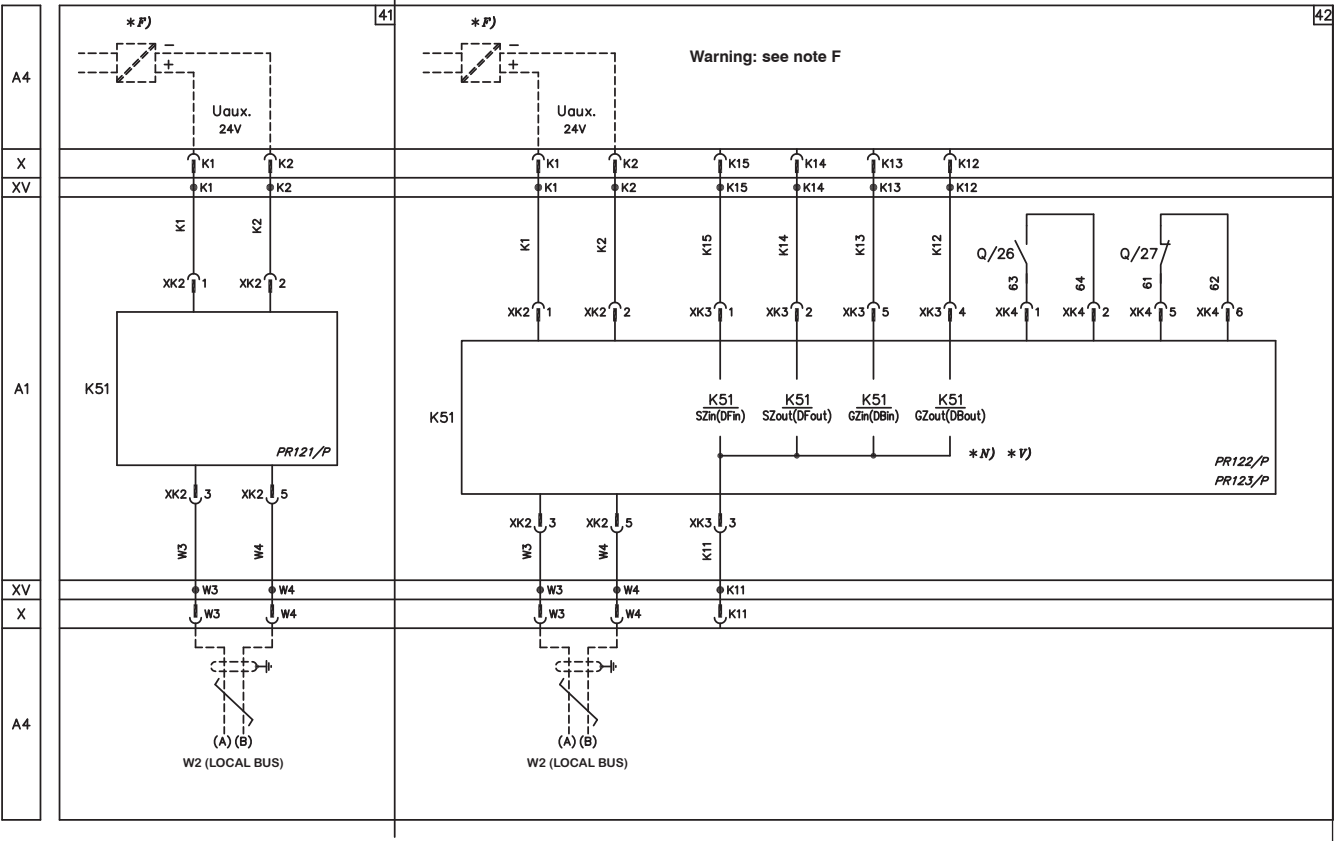 *F) 41 *F) 42
Warning: see note F
A4
− −
+ +
Uaux. Uaux.
24V 24V
X K1 K2 K1 K2 K15 K14 K13 K12
XV K1 K2 K1 K2 K15 K14 K13 K12
K1 K2 K1 K2 K15 K14 K13 K12
Q/26 Q/27
63 64 61 62
XK2 1 XK2 2
XK2 1 XK2 2 XK3 1 XK3 2 XK3 5 XK3 4 XK4 1 XK4 2 XK4 5 XK4 6
A1
K51
K51
K51 K51 K51 K51
SZin(DFin) SZout(DFout) GZin(DBin) GZout(DBout)
PR121/P
*N) *V)
PR122/P
PR123/P
XK2 3 XK2 5
XK2 3 XK2 5 XK3 3
W3 W4 W3 W4 K11
XV W3 W4 W3 W4 K11
X W3 W4 W3 W4 K11
A4
(A) (B) (A) (B)
W2 (LOCAL BUS) W2 (LOCAL BUS)